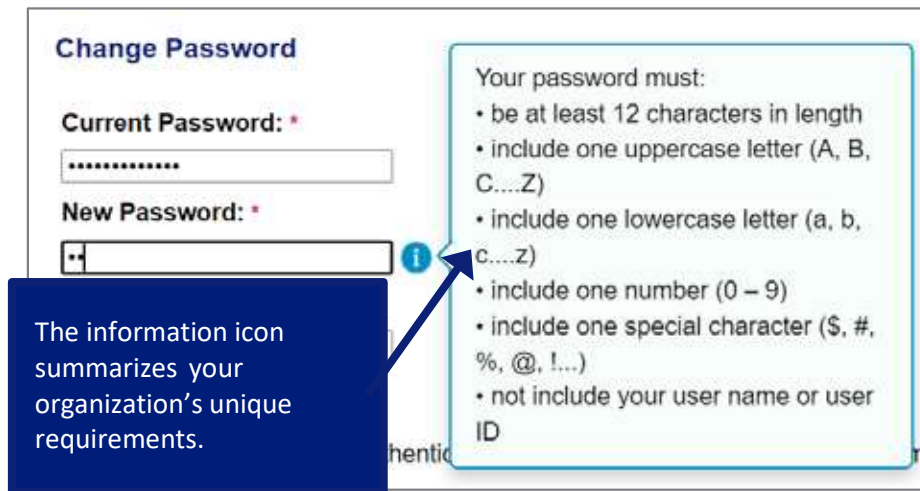 Change Password
Current Password: *
•••••••••••••
New Password: *
••
i
Your password must:
• be at least 12 characters in length
• include one uppercase letter (A, B,
C....Z)
• include one lowercase letter (a, b,
c....z)
• include one number (0 – 9)
• include one special character ($, #,
%, @, !...)
• not include your user name or user
ID
The information icon
summarizes your
organization's unique
requirements.